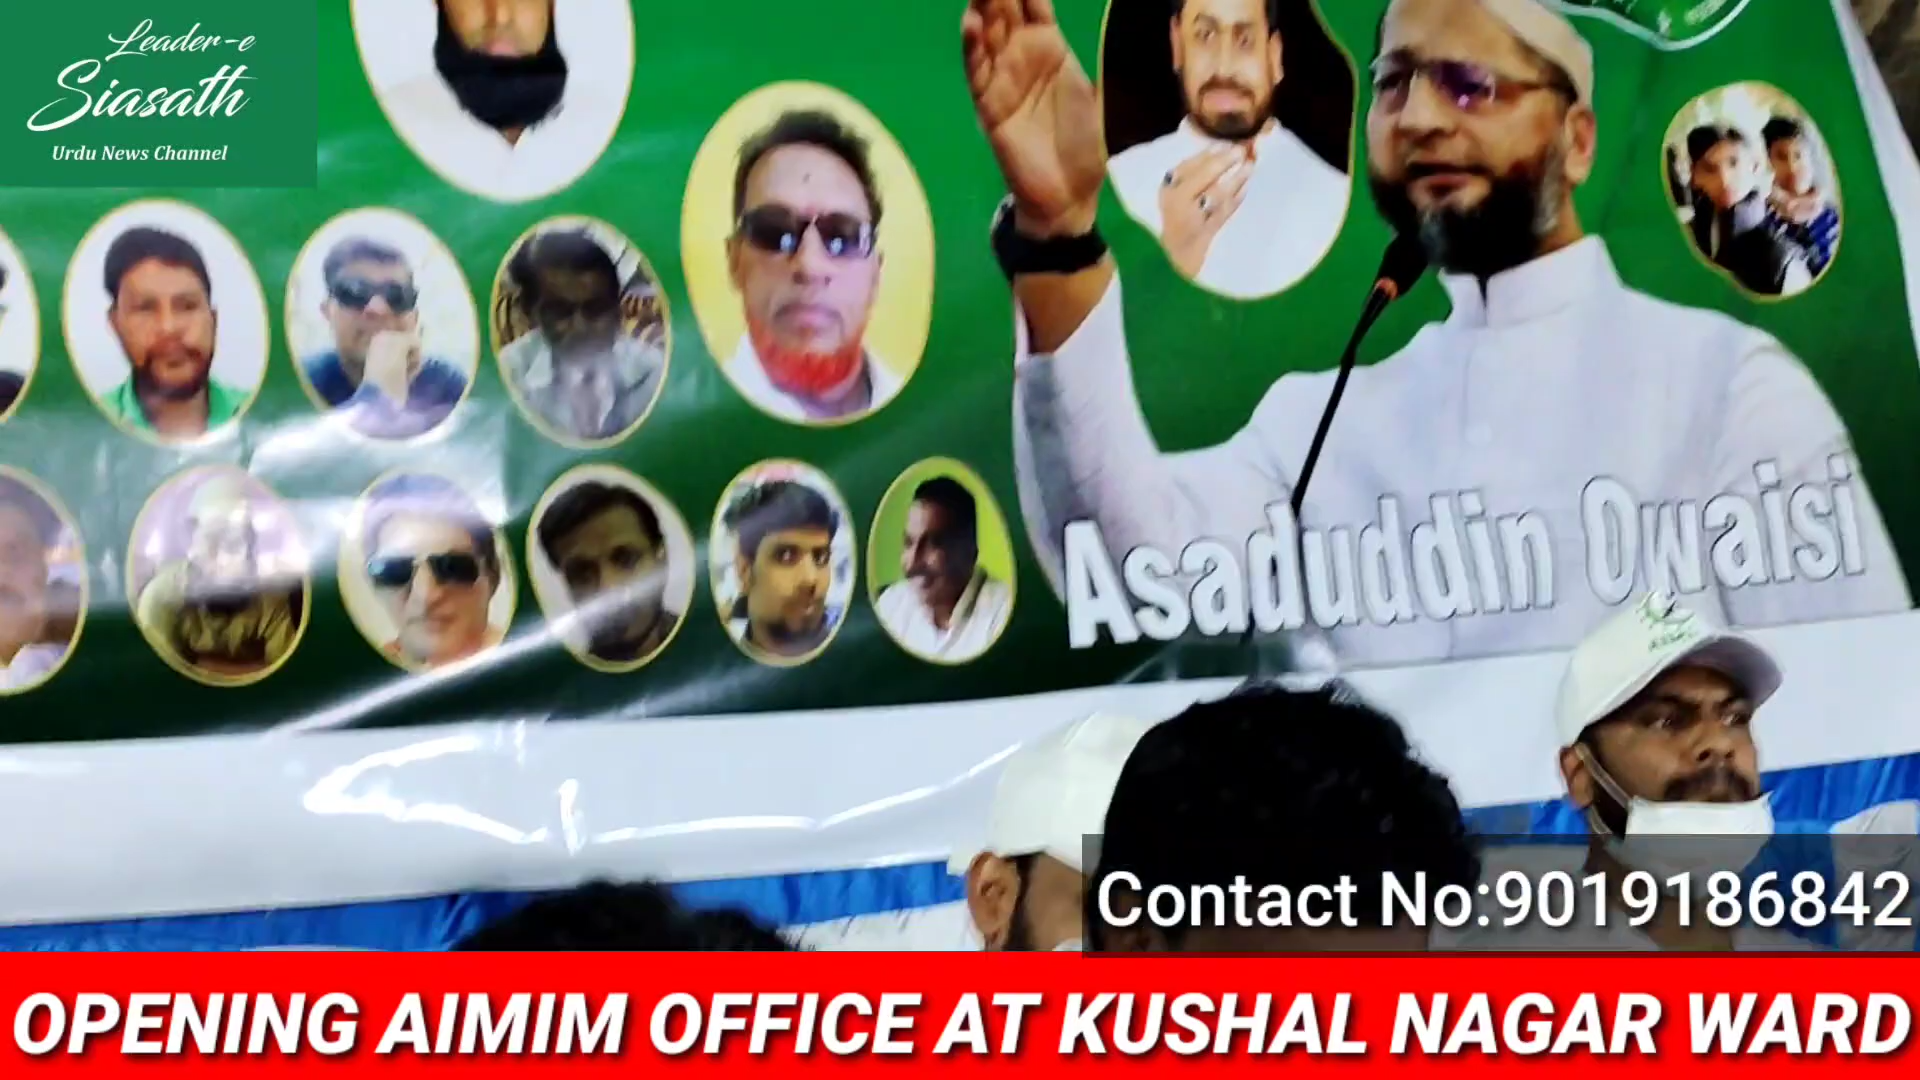 Leader-e
Siasath
Urdu News Channel
Asaduddin Owaisi
Contact No:9019186842
OPENING AIMIM OFFICE AT KUSHAL NAGAR WARD